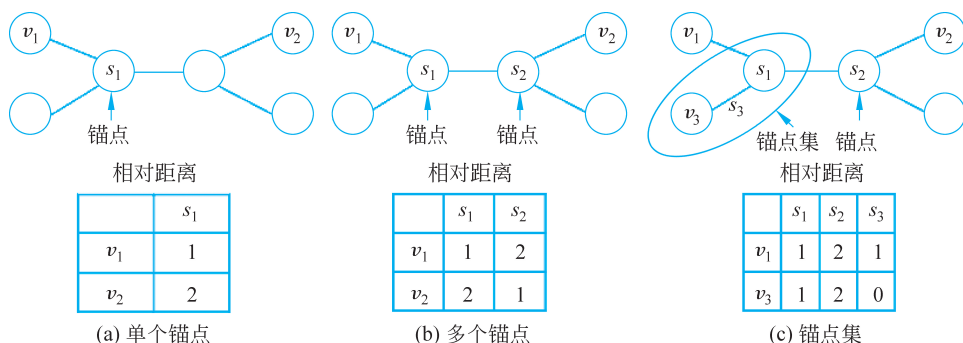 v₁ v₂
s₁
锚点
相对距离
s₁
v₁ 1
v₂ 2
(a) 单个锚点
v₁ v₂
s₁ s₂
锚点 锚点
相对距离
s₁ s₂
v₁ 1 2
v₂ 2 1
(b) 多个锚点
v₁ v₂
s₁ s₂
v₃ s₃
锚点集 锚点
相对距离
s₁ s₂ s₃
v₁ 1 2 1
v₃ 1 2 0
(c) 锚点集